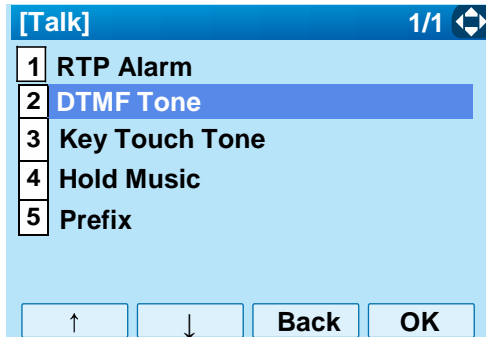 [Talk] 1/1
1 RTP Alarm
2 DTMF Tone
3 Key Touch Tone
4 Hold Music
5 Prefix
↑ ↓ Back OK